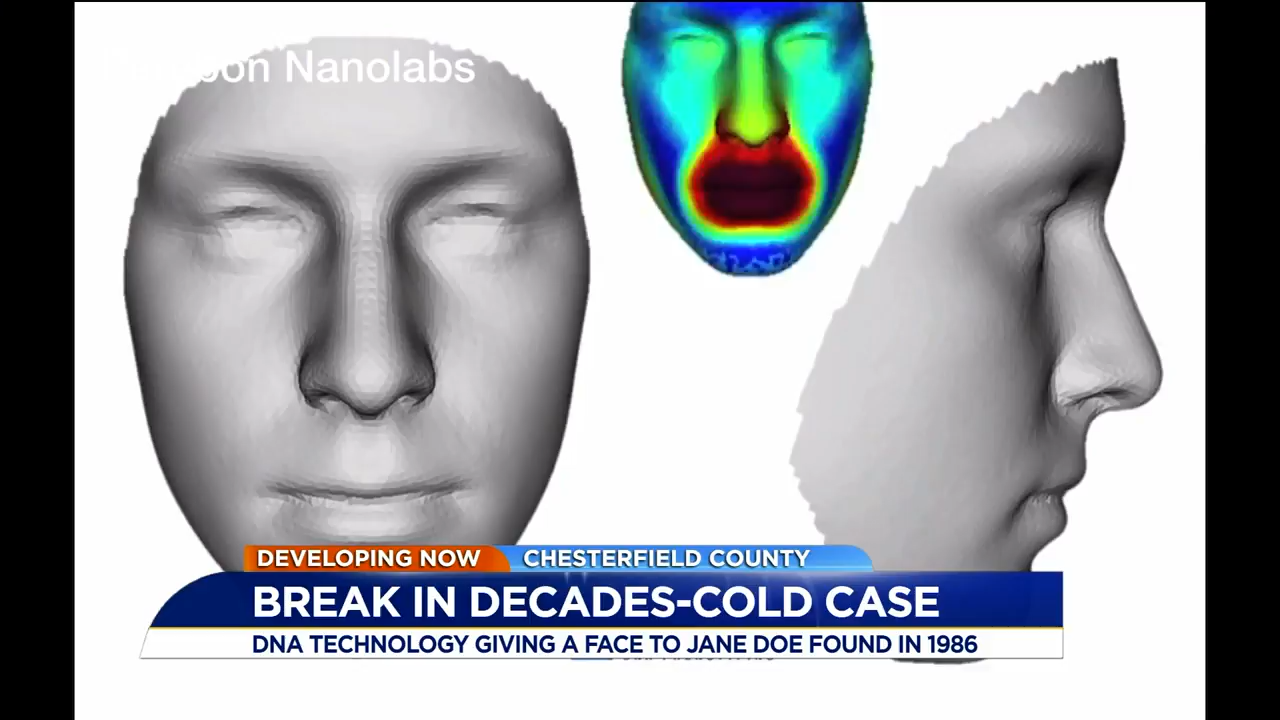 Nanolabs
DEVELOPING NOW
CHESTERFIELD COUNTY
BREAK IN DECADES-COLD CASE
DNA TECHNOLOGY GIVING A FACE TO JANE DOE FOUND IN 1986